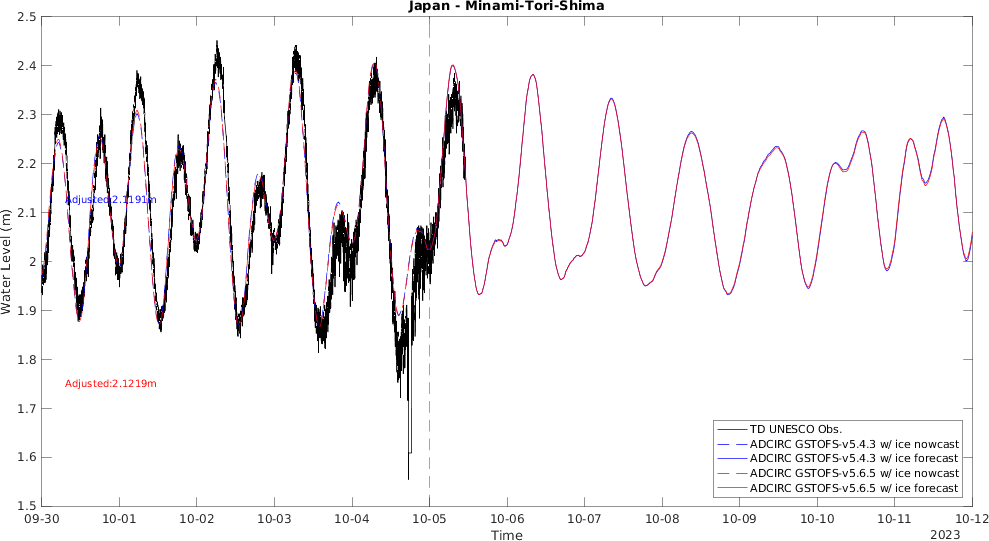 Japan - Minami-Tori-Shima
Water Level (m)
2.5
2.4
2.3
2.2
2.1
2
1.9
1.8
1.7
1.6
1.5
Adjusted:2.1191m
Adjusted:2.1219m
TD UNESCO Obs.
ADCIRC GSTOFS-v5.4.3 w/ ice nowcast
ADCIRC GSTOFS-v5.4.3 w/ ice forecast
ADCIRC GSTOFS-v5.6.5 w/ ice nowcast
ADCIRC GSTOFS-v5.6.5 w/ ice forecast
09-30 10-01 10-02 10-03 10-04 10-05 10-06 10-07 10-08 10-09 10-10 10-11 10-12
Time
2023